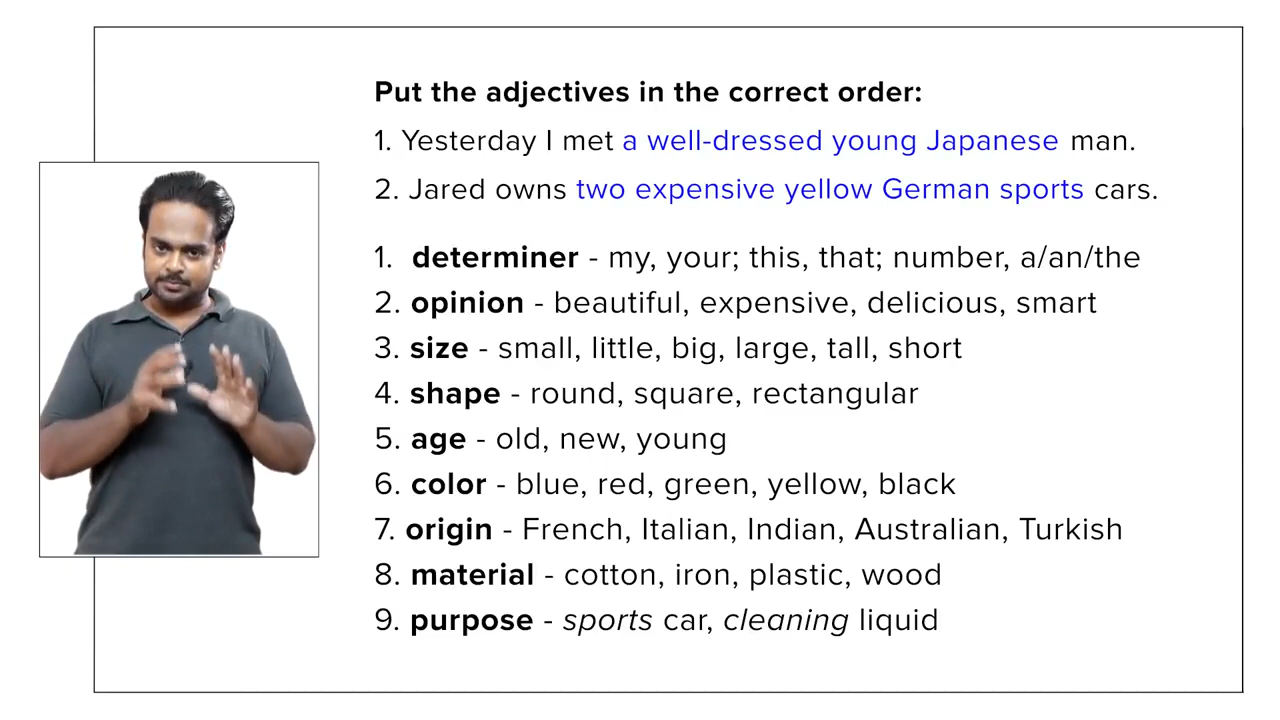 Put the adjectives in the correct order:
1. Yesterday I met a well-dressed young Japanese man.
2. Jared owns two expensive yellow German sports cars.
1. determiner - my, your; this, that; number, a/an/the
2. opinion - beautiful, expensive, delicious, smart
3. size - small, little, big, large, tall, short
4. shape - round, square, rectangular
5. age - old, new, young
6. color - blue, red, green, yellow, black
7. origin - French, Italian, Indian, Australian, Turkish
8. material - cotton, iron, plastic, wood
9. purpose - sports car, cleaning liquid